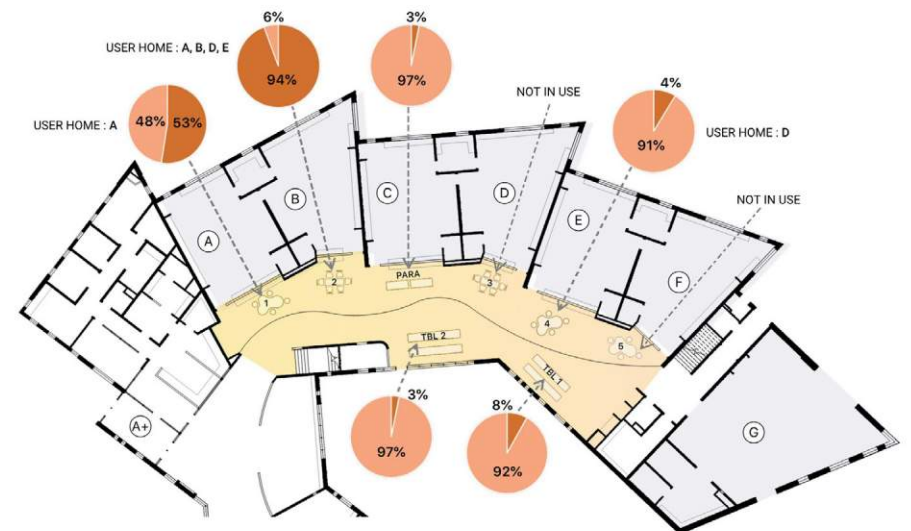 6%
3%
USER HOME : A, B, D, E
94%
97%
NOT IN USE
4%
USER HOME : A
48%
53%
91%
USER HOME : D
NOT IN USE
A
B
C
D
E
F
PARA
1
2
3
4
5
TBL 2
TBL 1
A+
G
3%
97%
8%
92%